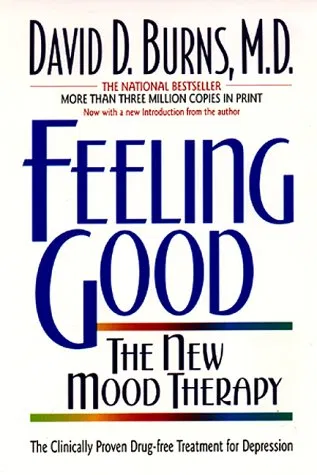 DAVID D. BURNS, M.D.
THE NATIONAL BESTSELLER
MORE THAN THREE MILLION COPIES IN PRINT
Now with a new Introduction from the author
FEELING
GOOD
THE NEW
MOOD THERAPY
The Clinically Proven Drug-free Treatment for Depression